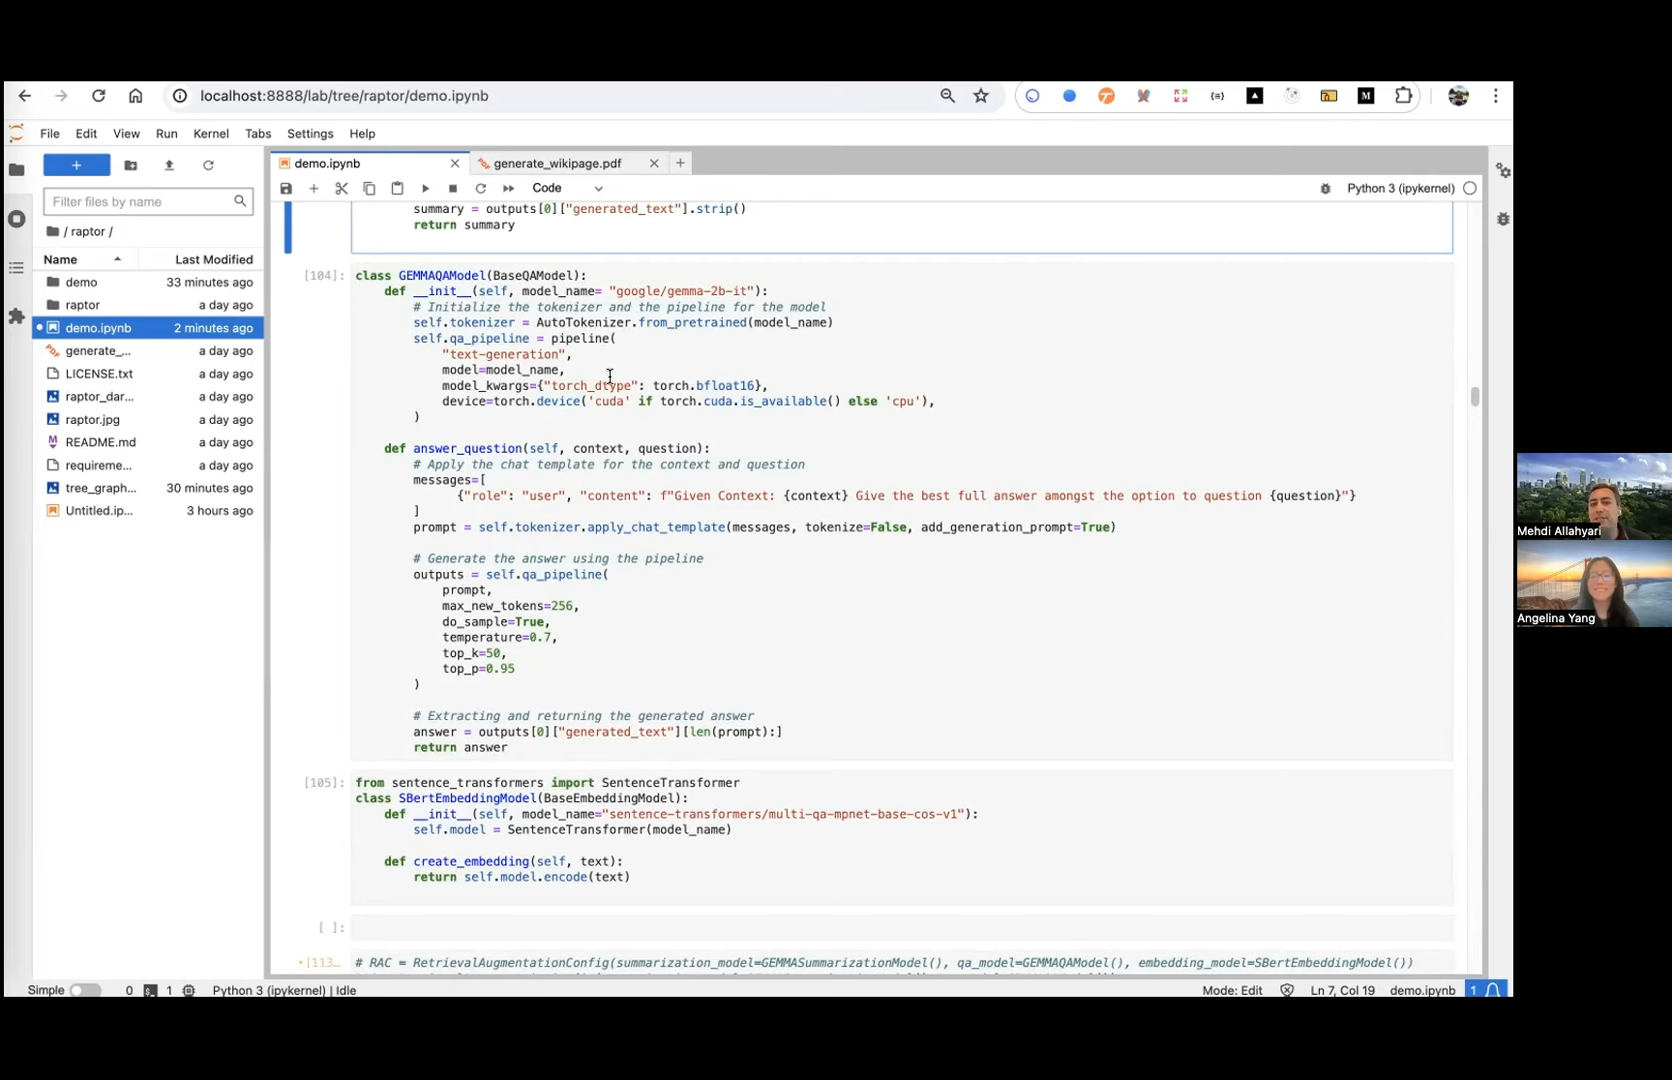 localhost:8888/lab/tree/raptor/demo.ipynb
File Edit View Run Kernel Tabs Settings Help
demo.ipynb
generate_wikipage.pdf
Code
Python 3 (ipykernel)
Filter files by name
/ raptor /
Name Last Modified
demo 33 minutes ago
raptor a day ago
demo.ipynb 2 minutes ago
generate_... a day ago
LICENSE.txt a day ago
raptor_dar... a day ago
raptor.jpg a day ago
README.md a day ago
requireme... a day ago
tree_graph... 30 minutes ago
Untitled.ip... 3 hours ago
summary = outputs[0]["generated_text"].strip()
return summary
[104]: class GEMMAQAModel(BaseQAModel):
def __init__(self, model_name= "google/gemma-2b-it"):
# Initialize the tokenizer and the pipeline for the model
self.tokenizer = AutoTokenizer.from_pretrained(model_name)
self.qa_pipeline = pipeline(
"text-generation",
model=model_name,
model_kwargs={"torch_dtype": torch.bfloat16},
device=torch.device('cuda' if torch.cuda.is_available() else 'cpu'),
)
def answer_question(self, context, question):
# Apply the chat template for the context and question
messages=[
{"role": "user", "content": f"Given Context: {context} Give the best full answer amongst the option to question {question}"}
]
prompt = self.tokenizer.apply_chat_template(messages, tokenize=False, add_generation_prompt=True)
# Generate the answer using the pipeline
outputs = self.qa_pipeline(
prompt,
max_new_tokens=256,
do_sample=True,
temperature=0.7,
top_k=50,
top_p=0.95
)
# Extracting and returning the generated answer
answer = outputs[0]["generated_text"][len(prompt):]
return answer
[105]: from sentence_transformers import SentenceTransformer
class SBertEmbeddingModel(BaseEmbeddingModel):
def __init__(self, model_name="sentence-transformers/multi-qa-mpnet-base-cos-v1"):
self.model = SentenceTransformer(model_name)
def create_embedding(self, text):
return self.model.encode(text)
[ ]:
[113... # RAC = RetrievalAugmentationConfig(summarization_model=GEMMASummarizationModel(), qa_model=GEMMAQAModel(), embedding_model=SBertEmbeddingModel())
Simple 0 1 Python 3 (ipykernel) | Idle
Mode: Edit Ln 7, Col 19 demo.ipynb 1
Mehdi Allahyari
Angelina Yang